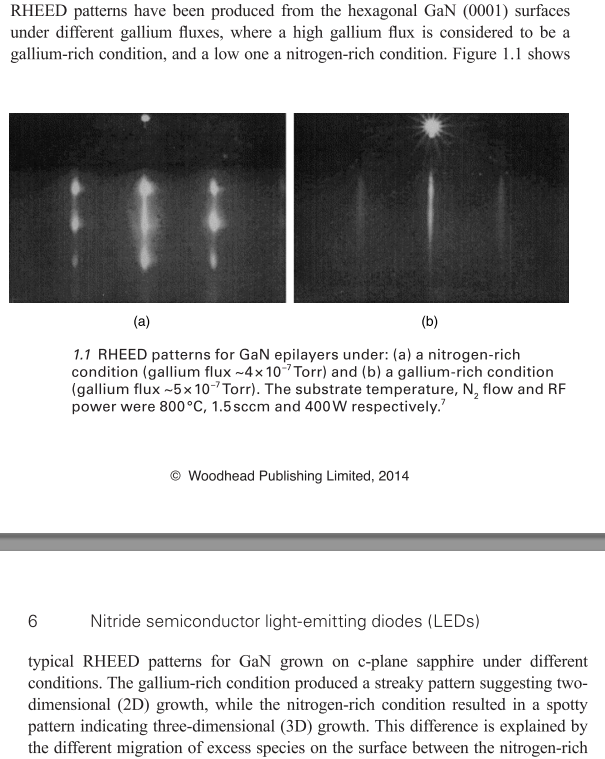 RHEED patterns have been produced from the hexagonal GaN (0001) surfaces
under different gallium fluxes, where a high gallium flux is considered to be a
gallium-rich condition, and a low one a nitrogen-rich condition. Figure 1.1 shows
(a)
(b)
1.1 RHEED patterns for GaN epilayers under: (a) a nitrogen-rich
condition (gallium flux ~4×10⁻⁷ Torr) and (b) a gallium-rich condition
(gallium flux ~5×10⁻⁷ Torr). The substrate temperature, N₂ flow and RF
power were 800°C, 1.5sccm and 400W respectively.⁷
© Woodhead Publishing Limited, 2014
6 Nitride semiconductor light-emitting diodes (LEDs)
typical RHEED patterns for GaN grown on c-plane sapphire under different
conditions. The gallium-rich condition produced a streaky pattern suggesting two-
dimensional (2D) growth, while the nitrogen-rich condition resulted in a spotty
pattern indicating three-dimensional (3D) growth. This difference is explained by
the different migration of excess species on the surface between the nitrogen-rich